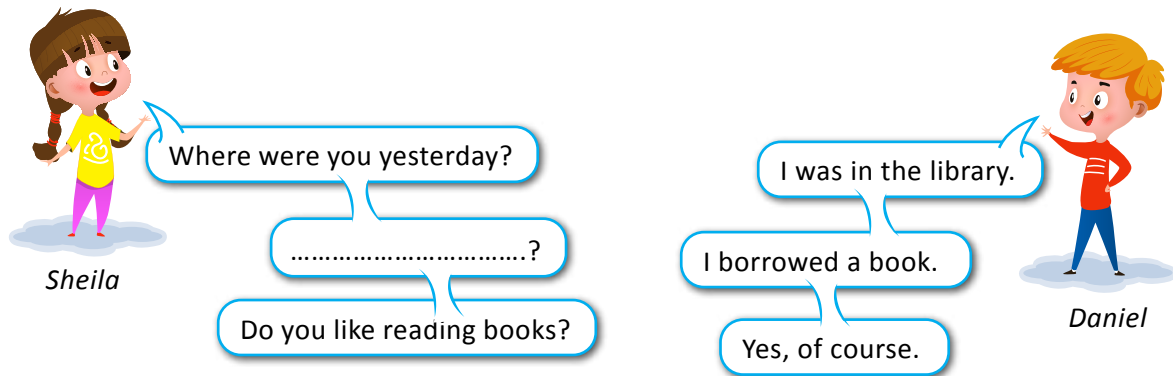 Where were you yesterday?
I was in the library.
…………………………….?
I borrowed a book.
Do you like reading books?
Yes, of course.
Sheila
Daniel